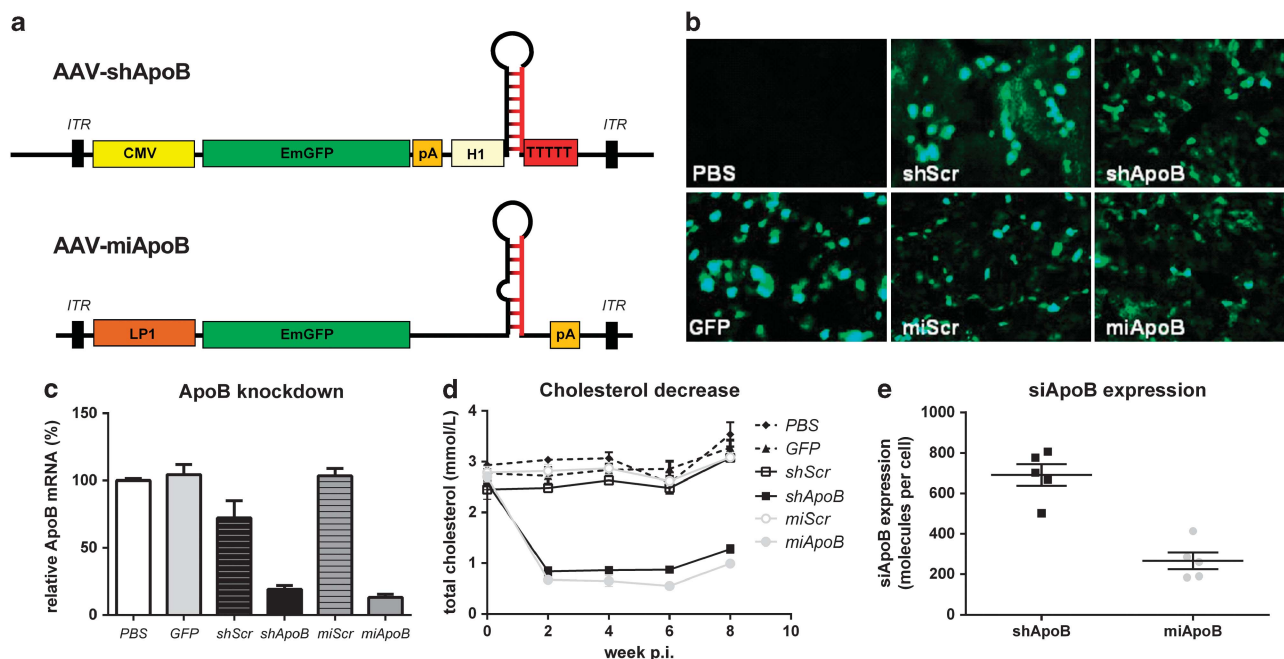 a
AAV-shApoB
ITR
ITR
CMV
EmGFP
pA
H1
TTTTT
AAV-miApoB
ITR
ITR
LP1
EmGFP
pA
b
PBS
shScr
shApoB
GFP
miScr
miApoB
c
ApoB knockdown
relative ApoB mRNA (%)
150
100
50
0
PBS GFP shScr shApoB miScr miApoB
d
Cholesterol decrease
total cholesterol (mmol/L)
4
3
2
1
0
0 2 4 6 8 10
week p.i.
PBS
GFP
shScr
shApoB
miScr
miApoB
e
siApoB expression
siApoB expression
(molecules per cell)
1000
800
600
400
200
0
shApoB miApoB